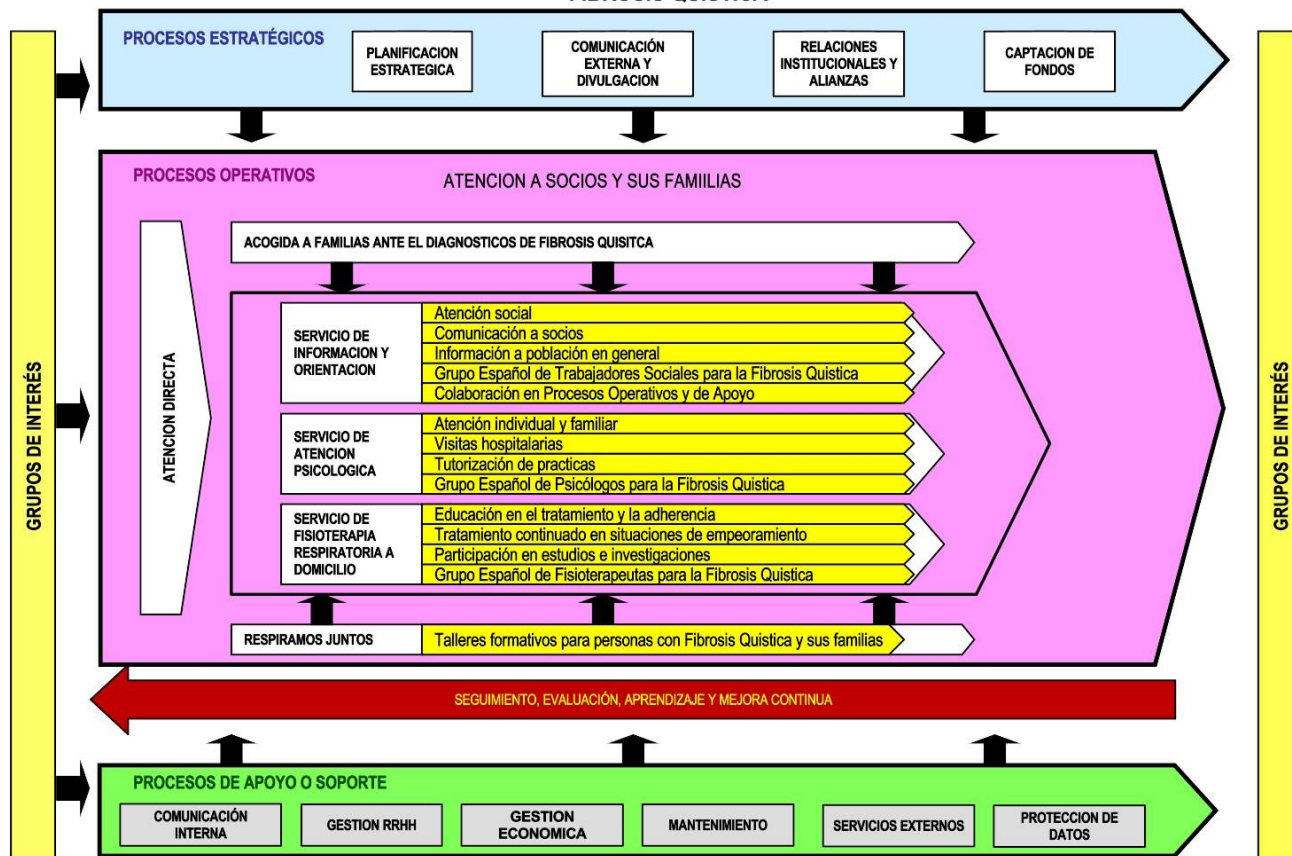 PROCESOS ESTRATÉGICOS
PLANIFICACION
ESTRATEGICA
COMUNICACIÓN
EXTERNA Y
DIVULGACION
RELACIONES
INSTITUCIONALES Y
ALIANZAS
CAPTACION DE
FONDOS
GRUPOS DE INTERÉS
PROCESOS OPERATIVOS
ATENCION A SOCIOS Y SUS FAMIILIAS
ATENCION DIRECTA
ACOGIDA A FAMILIAS ANTE EL DIAGNOSTICOS DE FIBROSIS QUISITCA
SERVICIO DE
INFORMACION Y
ORIENTACION
Atención social
Comunicación a socios
Información a población en general
Grupo Español de Trabajadores Sociales para la Fibrosis Quistica
Colaboración en Procesos Operativos y de Apoyo
SERVICIO DE
ATENCION
PSICOLOGICA
Atención individual y familiar
Visitas hospitalarias
Tutorización de practicas
Grupo Español de Psicólogos para la Fibrosis Quistica
SERVICIO DE
FISIOTERAPIA
RESPIRATORIA A
DOMICILIO
Educación en el tratamiento y la adherencia
Tratamiento continuado en situaciones de empeoramiento
Participación en estudios e investigaciones
Grupo Español de Fisioterapeutas para la Fibrosis Quistica
RESPIRAMOS JUNTOS
Talleres formativos para personas con Fibrosis Quistica y sus familias
SEGUIMIENTO, EVALUACIÓN, APRENDIZAJE Y MEJORA CONTINUA
PROCESOS DE APOYO O SOPORTE
COMUNICACIÓN
INTERNA
GESTION RRHH
GESTION
ECONOMICA
MANTENIMIENTO
SERVICIOS EXTERNOS
PROTECCION DE
DATOS
GRUPOS DE INTERÉS